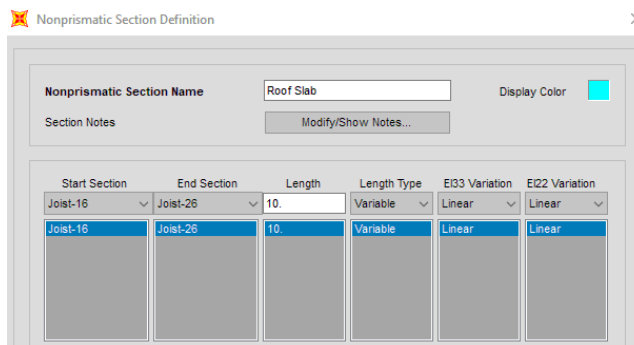 Nonprismatic Section Definition
Nonprismatic Section Name Roof Slab Display Color
Section Notes Modify/Show Notes...
Start Section End Section Length Length Type EI33 Variation EI22 Variation
Joist-16 Joist-26 10. Variable Linear Linear
Joist-16 Joist-26 10. Variable Linear Linear